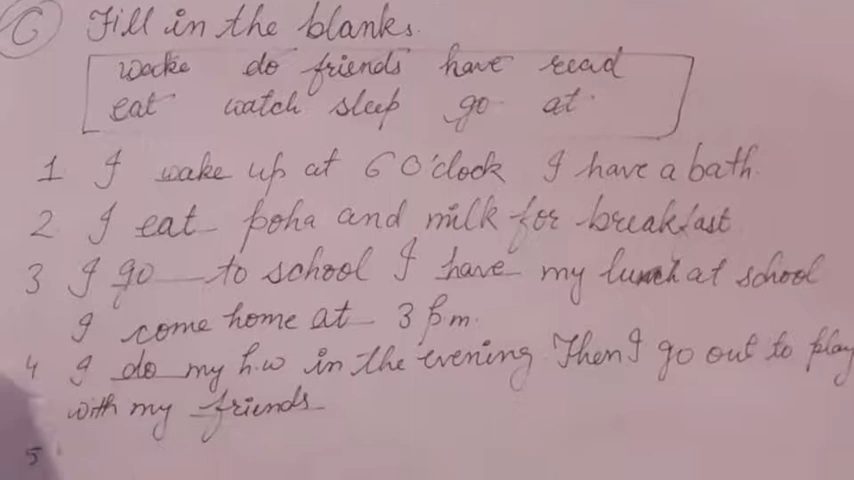 G Fill in the blanks.
wake do friends have read
eat watch sleep go at
1 I wake up at 6 O'clock I have a bath.
2 I eat poha and milk for breakfast
3 I go to school I have my lunch at school
I come home at 3 p.m.
4 I do my h.w in the evening Then I go out to play
with my friends
5